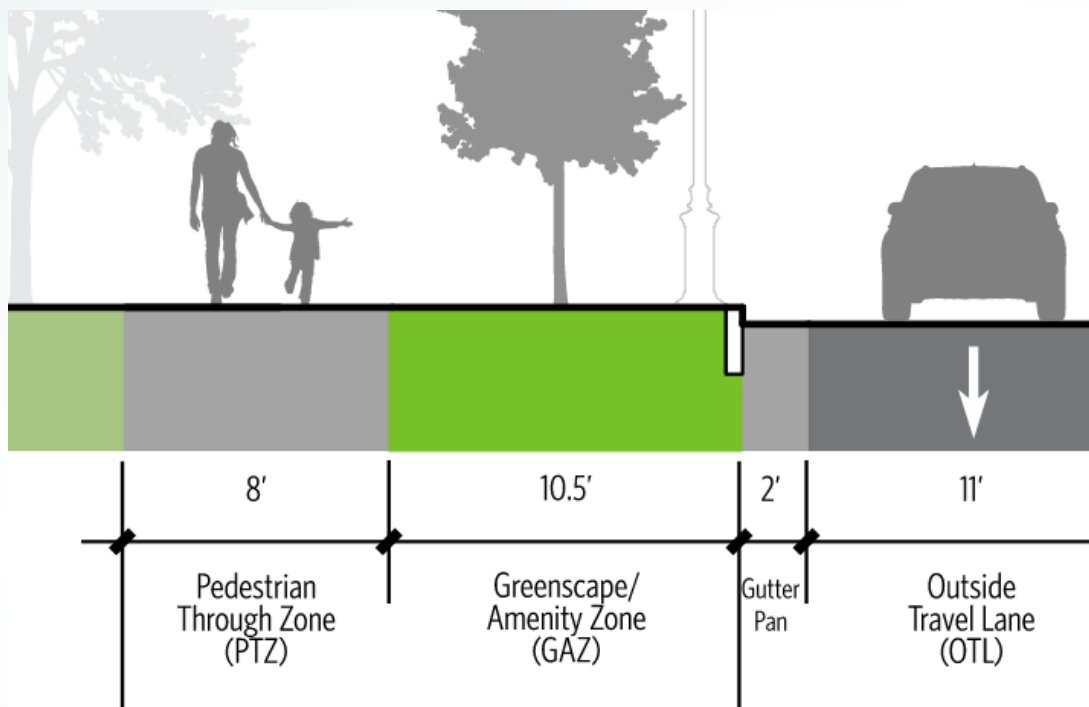 8′
10.5′
2′
11′
Pedestrian
Through Zone
(PTZ)
Greenscape/
Amenity Zone
(GAZ)
Gutter
Pan
Outside
Travel Lane
(OTL)